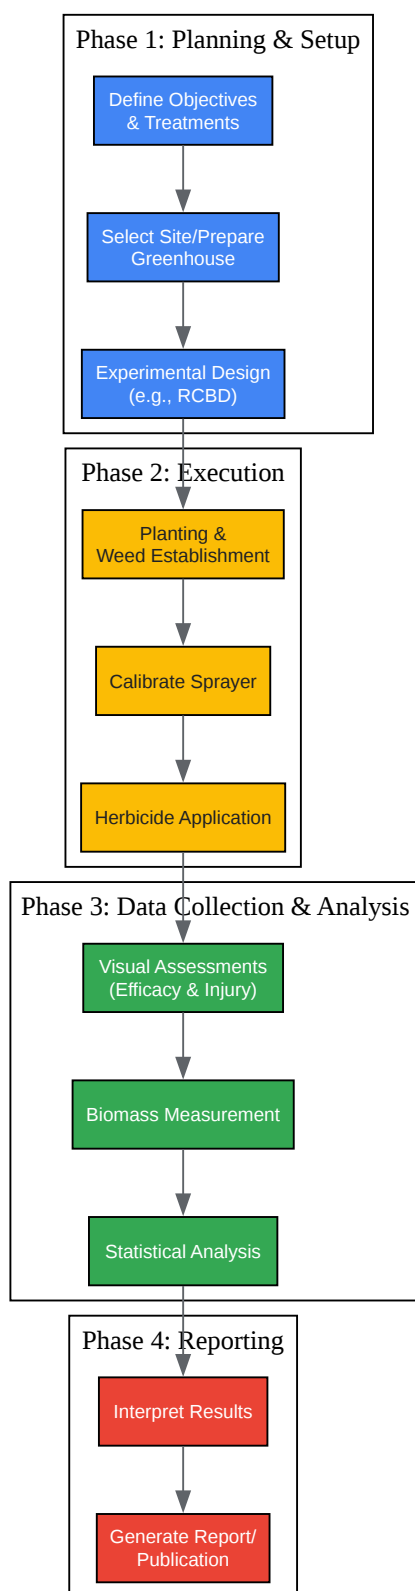 Phase 1: Planning & Setup
Define Objectives
& Treatments
Select Site/Prepare
Greenhouse
Experimental Design
(e.g., RCBD)
Phase 2: Execution
Planting &
Weed Establishment
Calibrate Sprayer
Herbicide Application
Phase 3: Data Collection & Analysis
Visual Assessments
(Efficacy & Injury)
Biomass Measurement
Statistical Analysis
Phase 4: Reporting
Interpret Results
Generate Report/
Publication